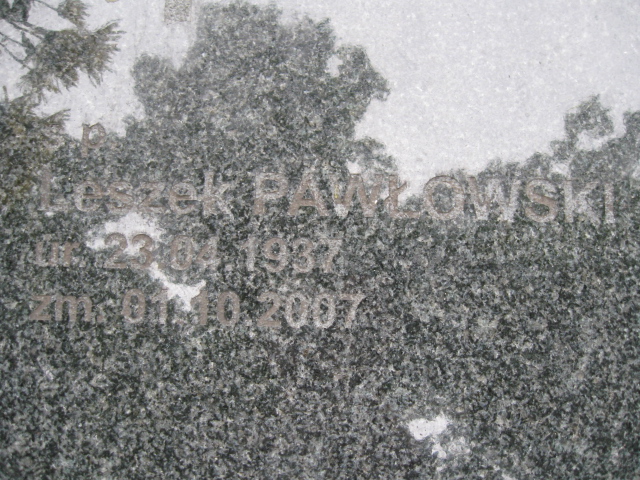 p.
Leszek PAWŁOWSKI
ur. 23.04.1937
zm. 01.10.2007